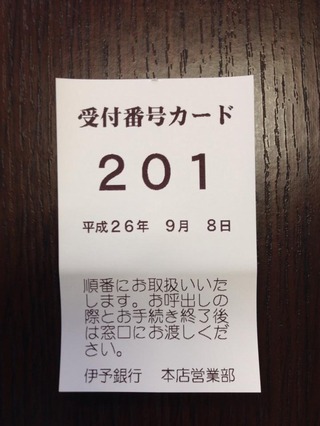 受付番号カード
２０１
平成２６年　９月　８日
順番にお取扱いいた
します。お呼出しの
際とお手続き終了後
は窓口にお渡しくだ
さい。
伊予銀行　本店営業部